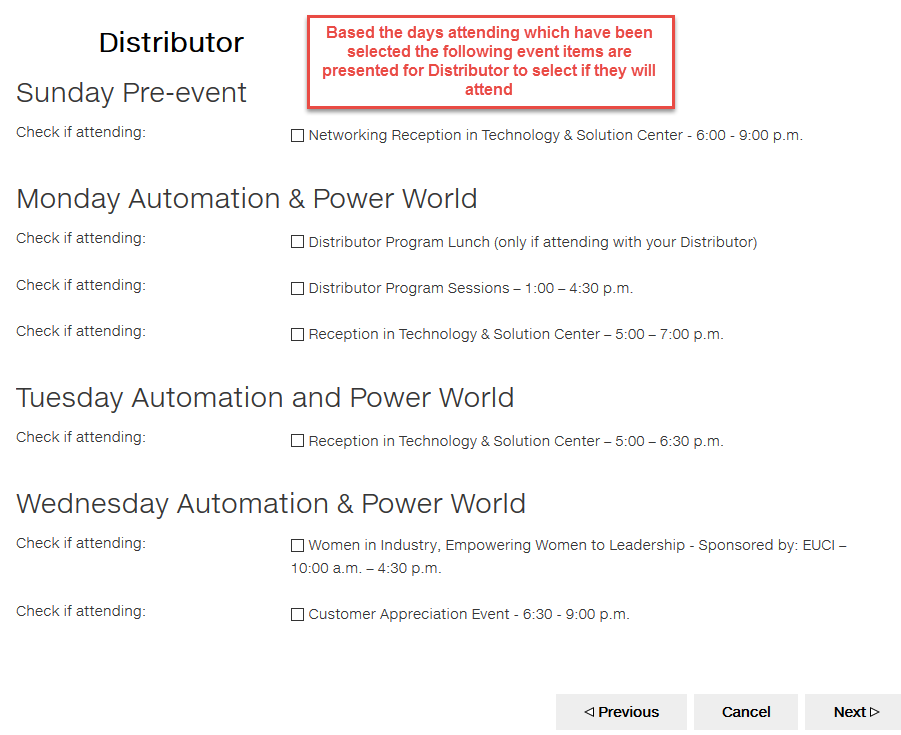 Distributor
Based the days attending which have been
selected the following event items are
presented for Distributor to select if they will
attend
Sunday Pre-event
Check if attending:
Networking Reception in Technology & Solution Center - 6:00 - 9:00 p.m.
Monday Automation & Power World
Check if attending:
Distributor Program Lunch (only if attending with your Distributor)
Check if attending:
Distributor Program Sessions – 1:00 – 4:30 p.m.
Check if attending:
Reception in Technology & Solution Center – 5:00 – 7:00 p.m.
Tuesday Automation and Power World
Check if attending:
Reception in Technology & Solution Center – 5:00 – 6:30 p.m.
Wednesday Automation & Power World
Check if attending:
Women in Industry, Empowering Women to Leadership - Sponsored by: EUCI –
10:00 a.m. – 4:30 p.m.
Check if attending:
Customer Appreciation Event - 6:30 - 9:00 p.m.
Previous
Cancel
Next